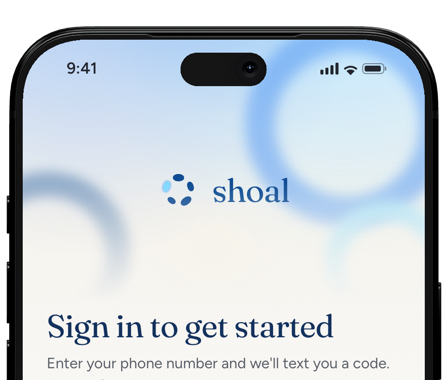 9:41
shoal
Sign in to get started
Enter your phone number and we'll text you a code.